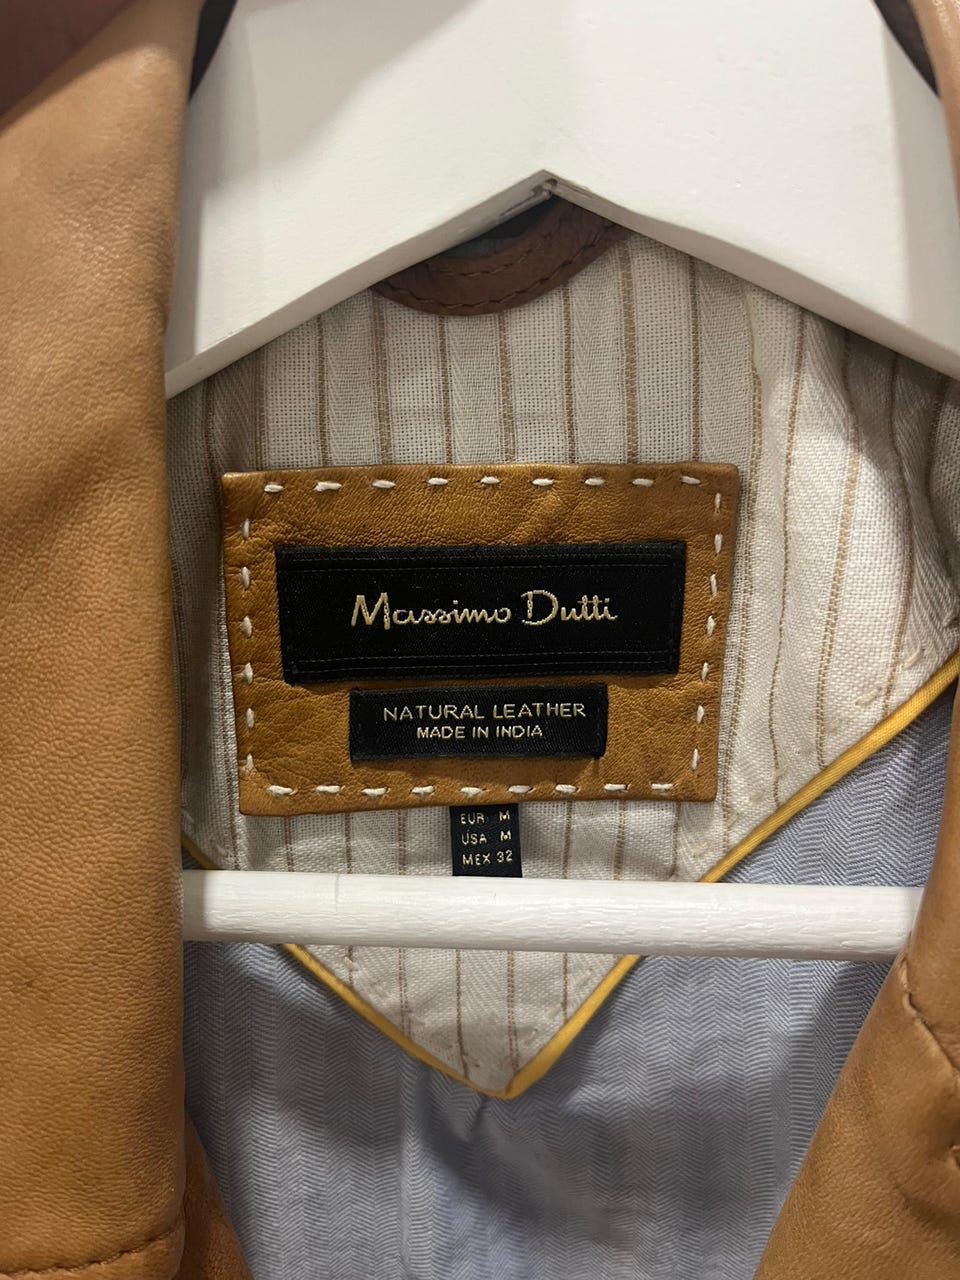 Massimo Dutti
NATURAL LEATHER
MADE IN INDIA
EUR M
USA M
MEX 32